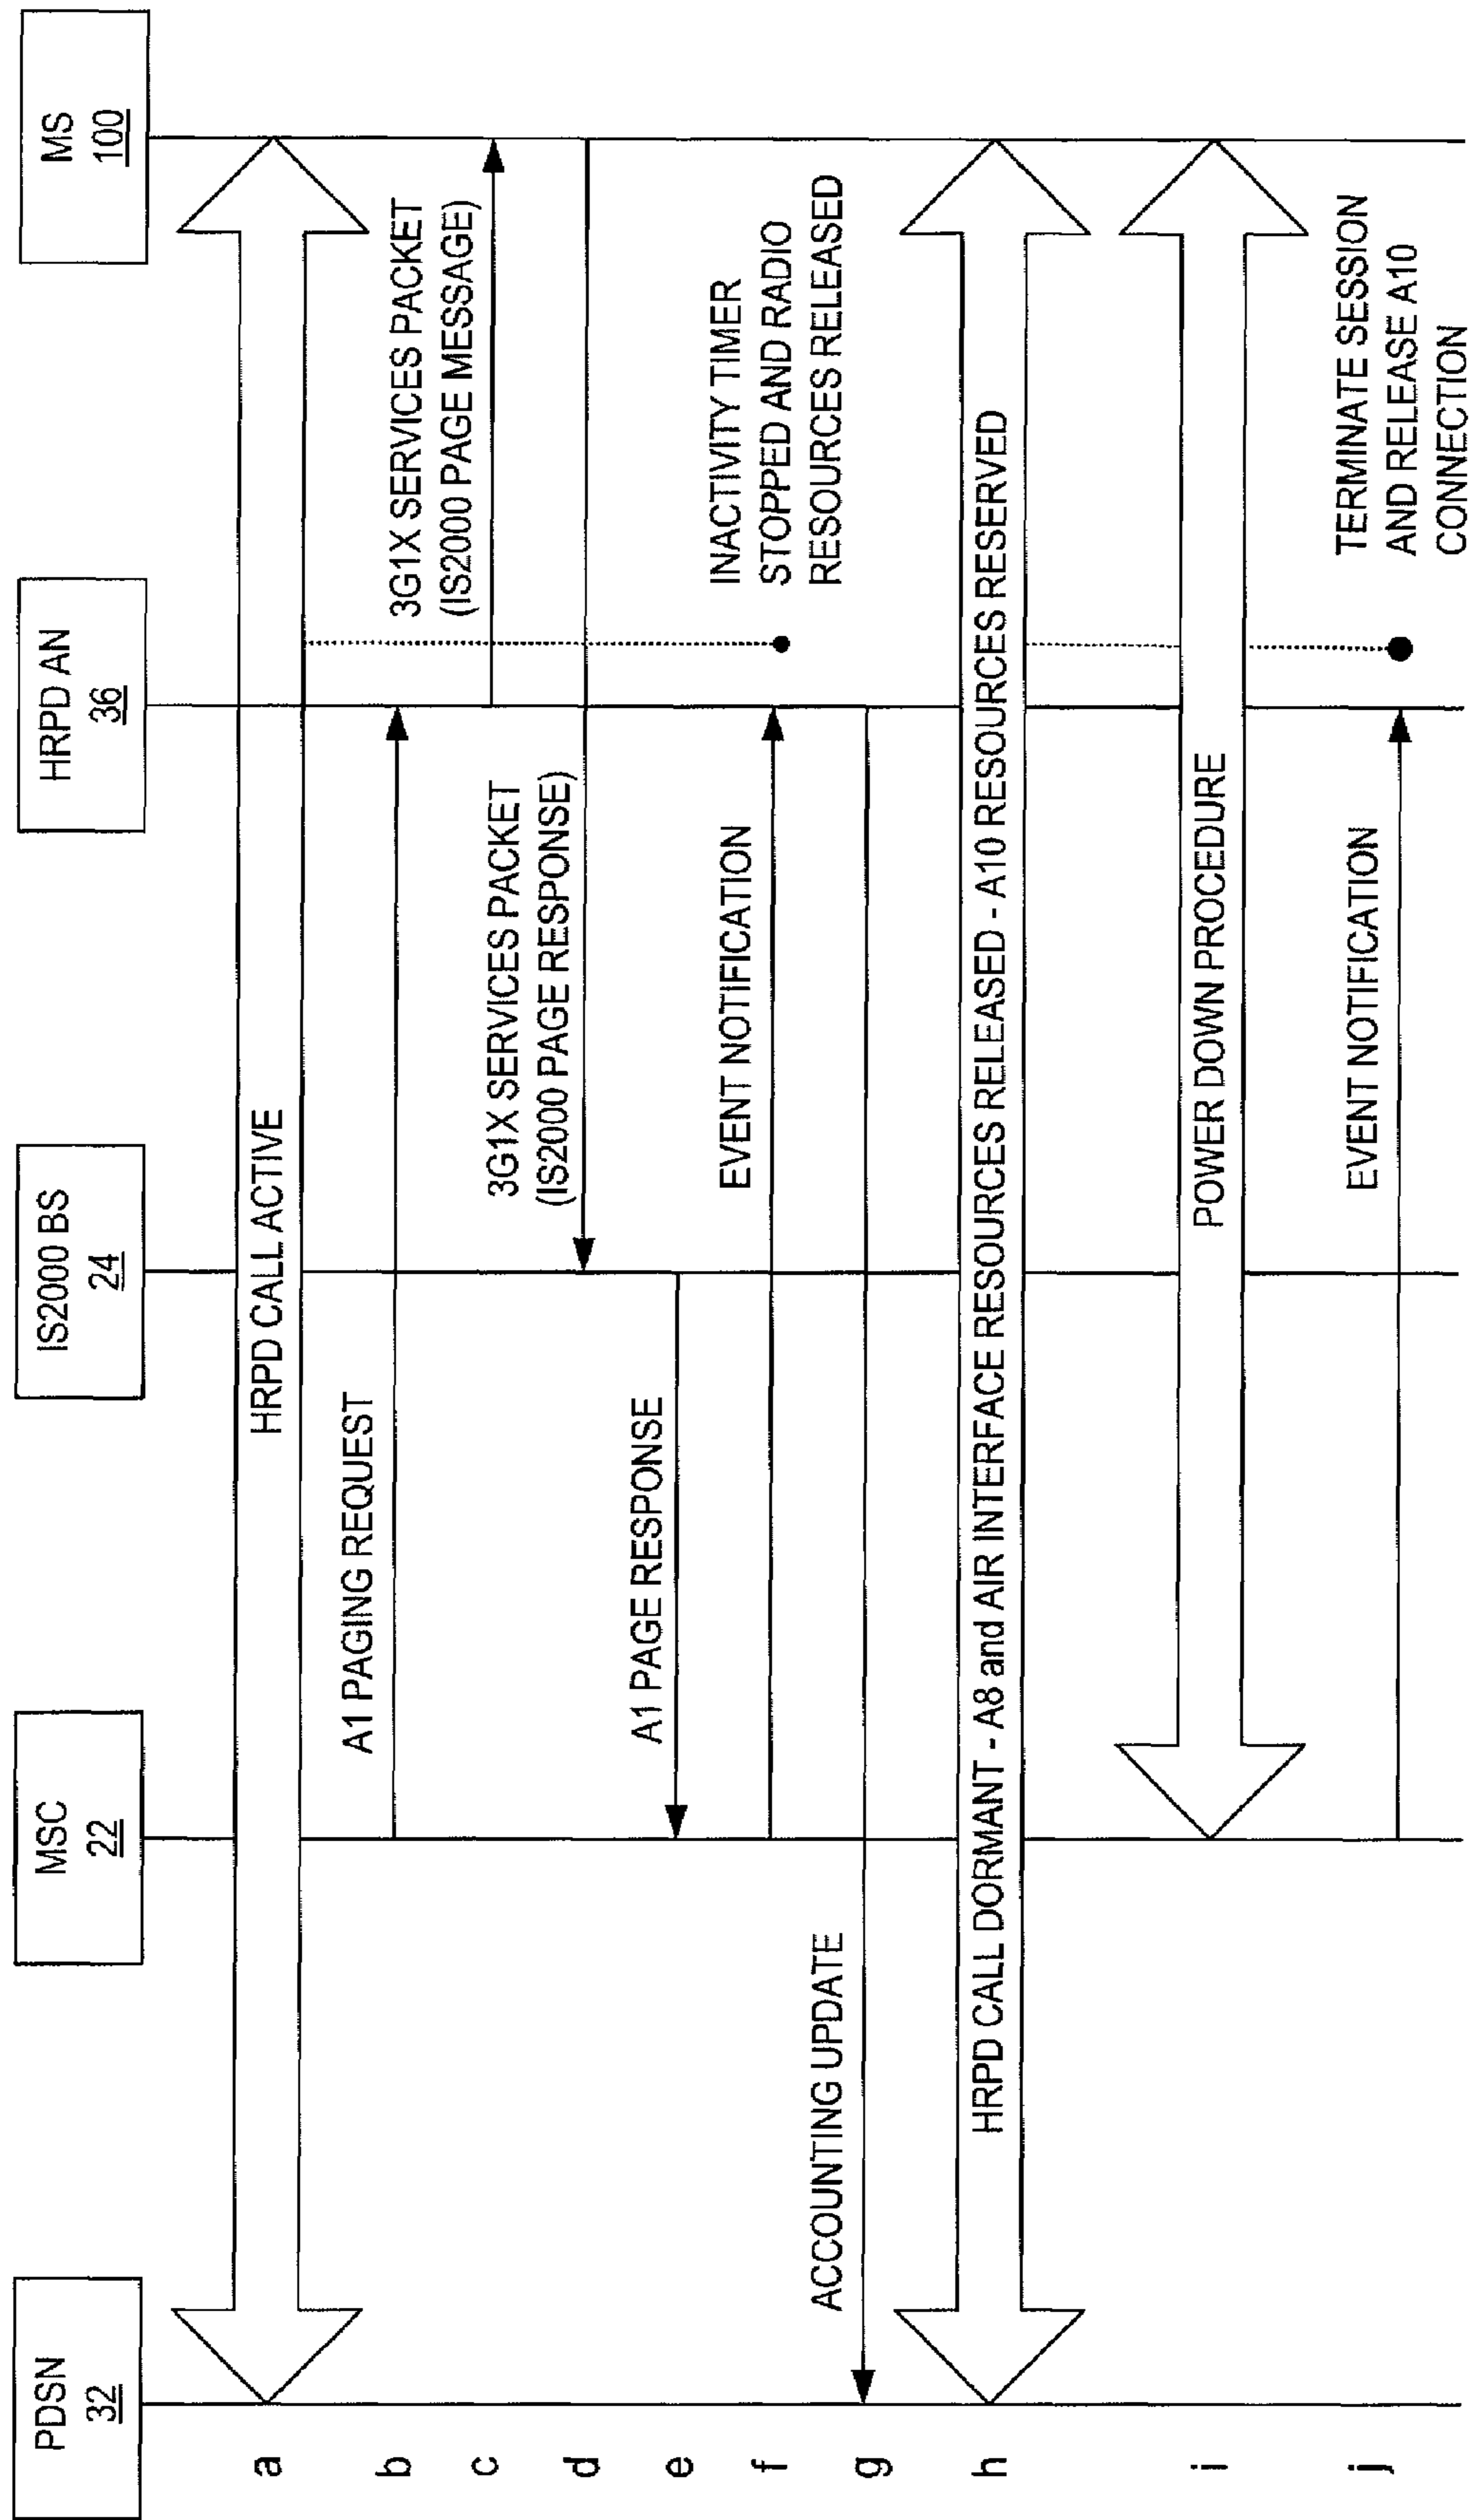 PDSN
32
MSC
22
IS2000 BS
24
HRPD AN
36
MS
100
a
HRPD CALL ACTIVE
b
A1 PAGING REQUEST
c
3G1X SERVICES PACKET
(IS2000 PAGE MESSAGE)
d
3G1X SERVICES PACKET
(IS2000 PAGE RESPONSE)
e
A1 PAGE RESPONSE
f
EVENT NOTIFICATION
INACTIVITY TIMER
STOPPED AND RADIO
RESOURCES RELEASED
g
ACCOUNTING UPDATE
h
HRPD CALL DORMANT - A8 and AIR INTERFACE RESOURCES RELEASED - A10 RESOURCES RESERVED
i
POWER DOWN PROCEDURE
j
EVENT NOTIFICATION
TERMINATE SESSION
AND RELEASE A10
CONNECTION